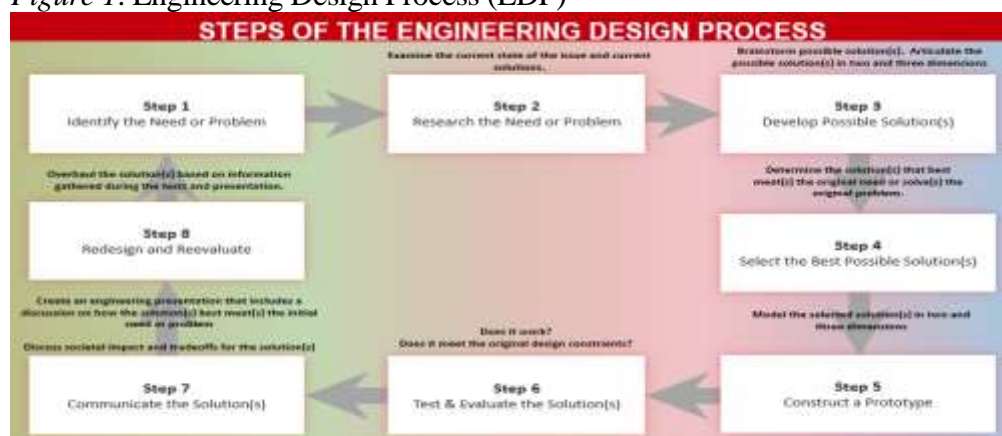 Figure 1. Engineering Design Process (EDP)
STEPS OF THE ENGINEERING DESIGN PROCESS
Examine the current state of the issue and current
solutions.
Brainstorm possible solution(s). Articulate the
possible solution(s) in two and three dimensions
Step 1
Identify the Need or Problem
Step 2
Research the Need or Problem
Step 3
Develop Possible Solution(s)
Overhaul the solution(s) based on information
gathered during the tests and presentation.
Determine the solution(s) that best
meet(s) the original need or solve(s) the
original problem.
Step 8
Redesign and Reevaluate
Step 4
Select the Best Possible Solution(s)
Create an engineering presentation that includes a
discussion on how the solution(s) best meet(s) the initial
need or problem
Discuss societal impact and tradeoffs for the solution(s)
Does it work?
Does it meet the original design constraints?
Model the selected solution(s) in two and
three dimensions
Step 7
Communicate the Solution(s)
Step 6
Test & Evaluate the Solution(s)
Step 5
Construct a Prototype